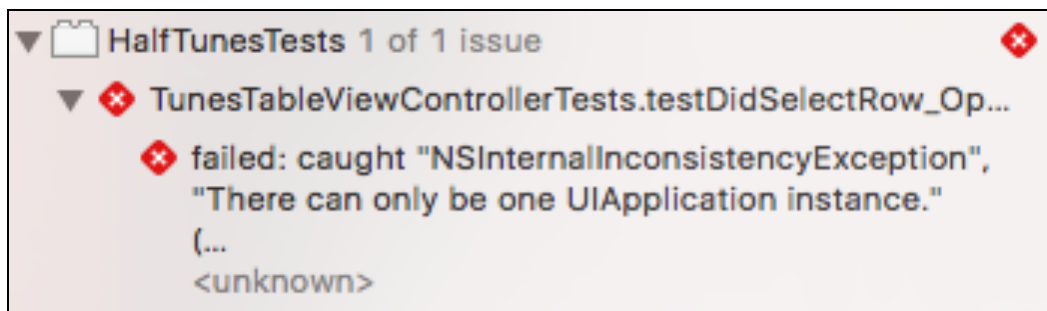 HalfTunesTests 1 of 1 issue
TunesTableViewControllerTests.testDidSelectRow_Op...
failed: caught "NSInternalInconsistencyException",
"There can only be one UIApplication instance."
(...
<unknown>